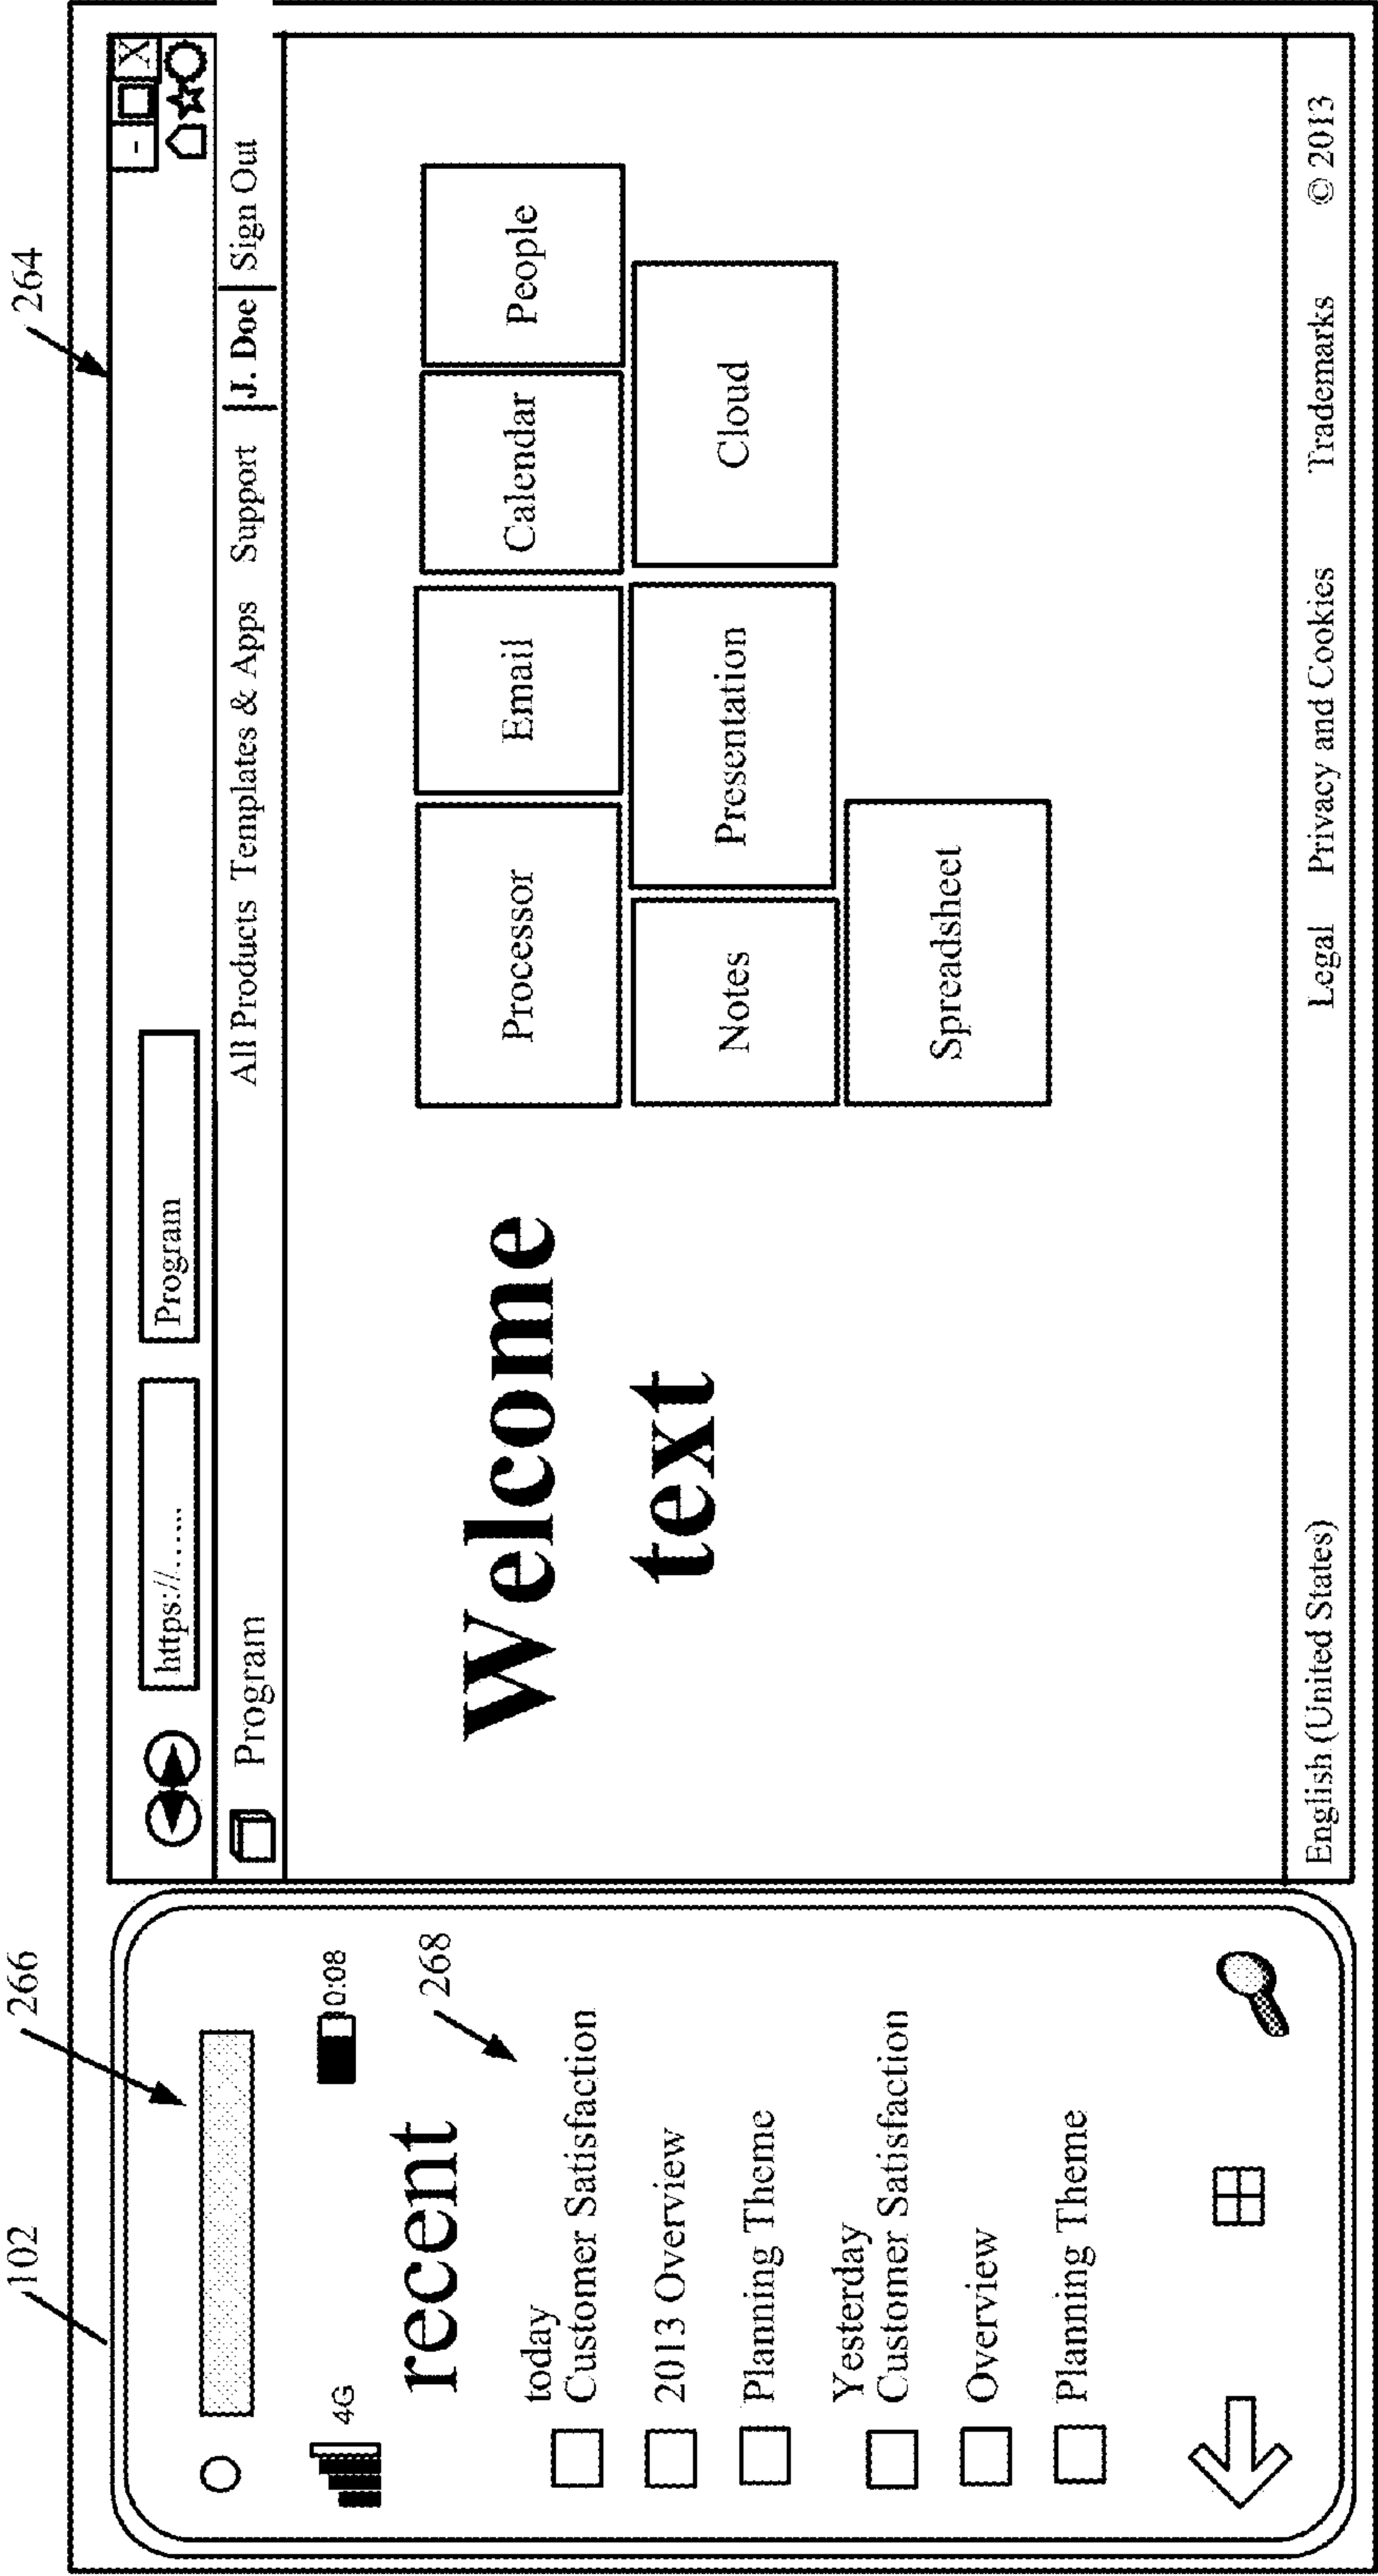 102
266
264
4G
0:08
recent
268
today
Customer Satisfaction
2013 Overview
Planning Theme
Yesterday
Customer Satisfaction
Overview
Planning Theme
https://......
Program
- X
Program
All Products Templates & Apps Support J. Doe Sign Out
Welcome
text
Processor Email Calendar People
Notes Presentation Cloud
Spreadsheet
English (United States) Legal Privacy and Cookies Trademarks © 2013